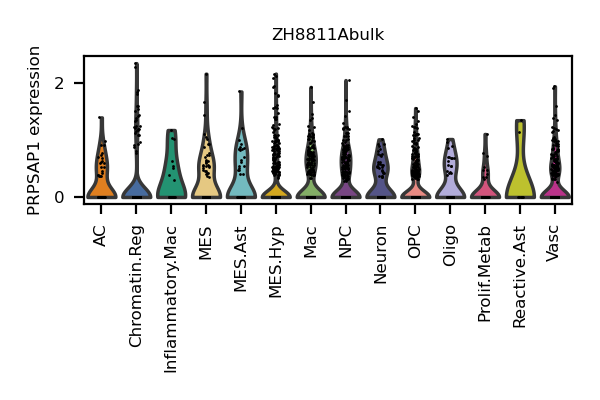 ZH8811Abulk
PRPSAP1 expression
2
0
AC
Chromatin.Reg
Inflammatory.Mac
MES
MES.Ast
MES.Hyp
Mac
NPC
Neuron
OPC
Oligo
Prolif.Metab
Reactive.Ast
Vasc